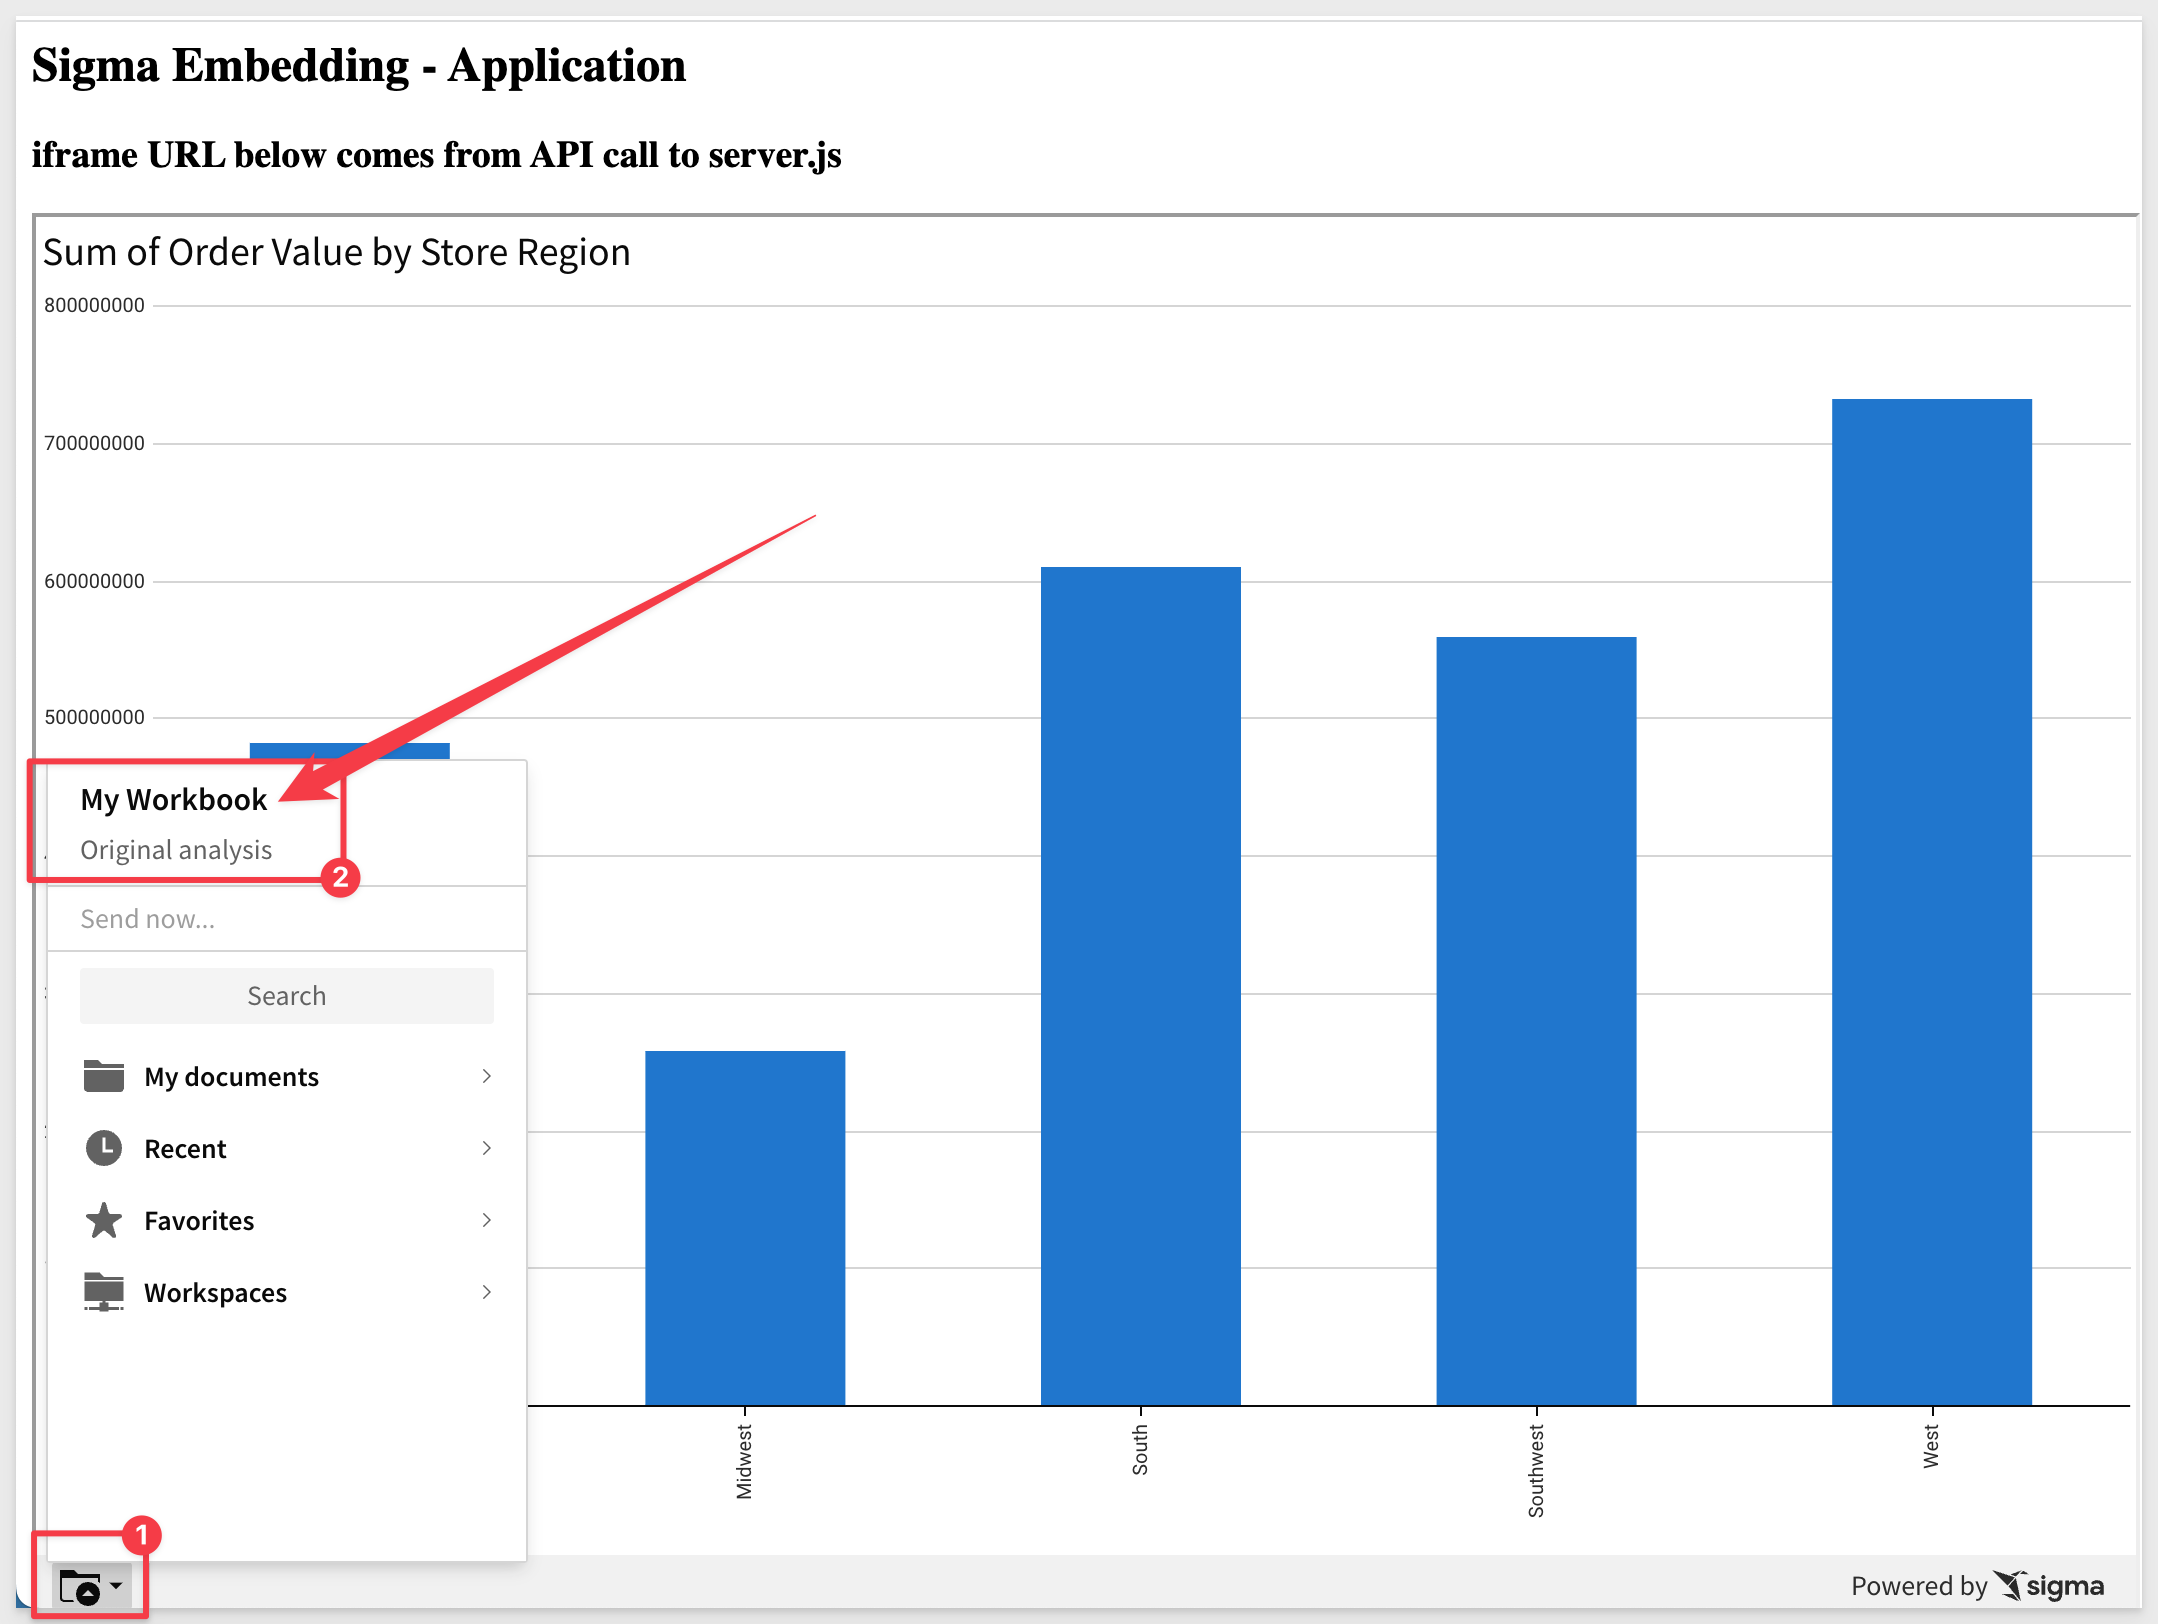 Sigma Embedding - Application
iframe URL below comes from API call to server.js
Sum of Order Value by Store Region
800000000
700000000
600000000
500000000
My Workbook
Original analysis
2
Send now...
Search
My documents
Recent
Favorites
Workspaces
Midwest
South
Southwest
West
1
Powered by sigma